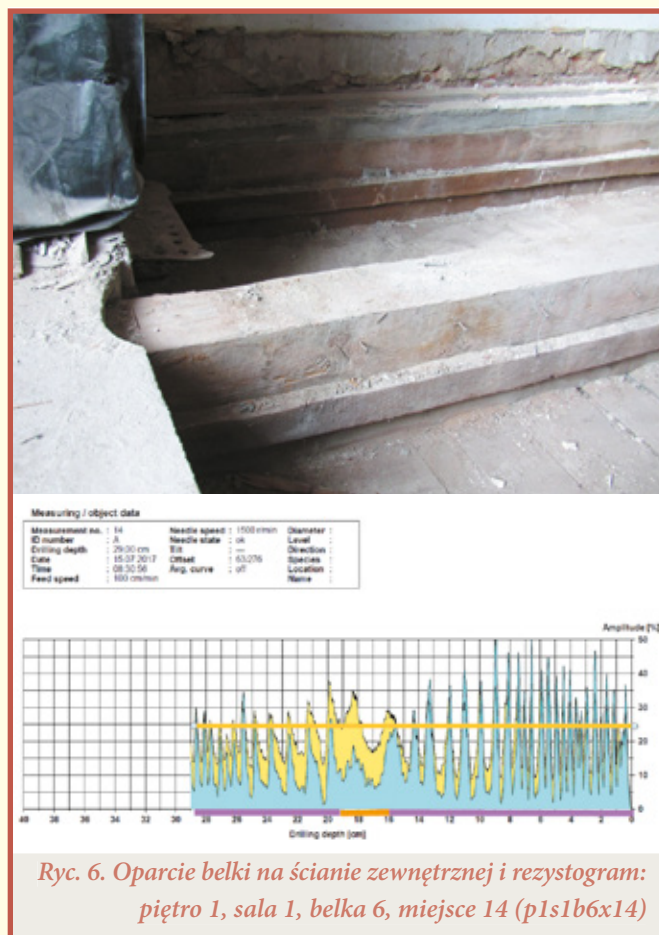 Measuring / object data
Measurement no. : 14 Needle speed : 1500 r/min Diameter :
ID number : A Needle state : ok Level :
Drilling depth : 29,00 cm Tilt : --- Direction :
Date : 15.07.2017 Offset : 63/276 Species :
Time : 08:30:56 Avg. curve : off Location :
Feed speed : 100 cm/min Name :
Amplitude [%]
50
40
30
20
10
0
40 38 36 34 32 30 28 26 24 22 20 18 16 14 12 10 8 6 4 2 0
Drilling depth [cm]
Ryc. 6. Oparcie belki na ścianie zewnętrznej i rezystogram:
piętro 1, sala 1, belka 6, miejsce 14 (p1s1b6x14)